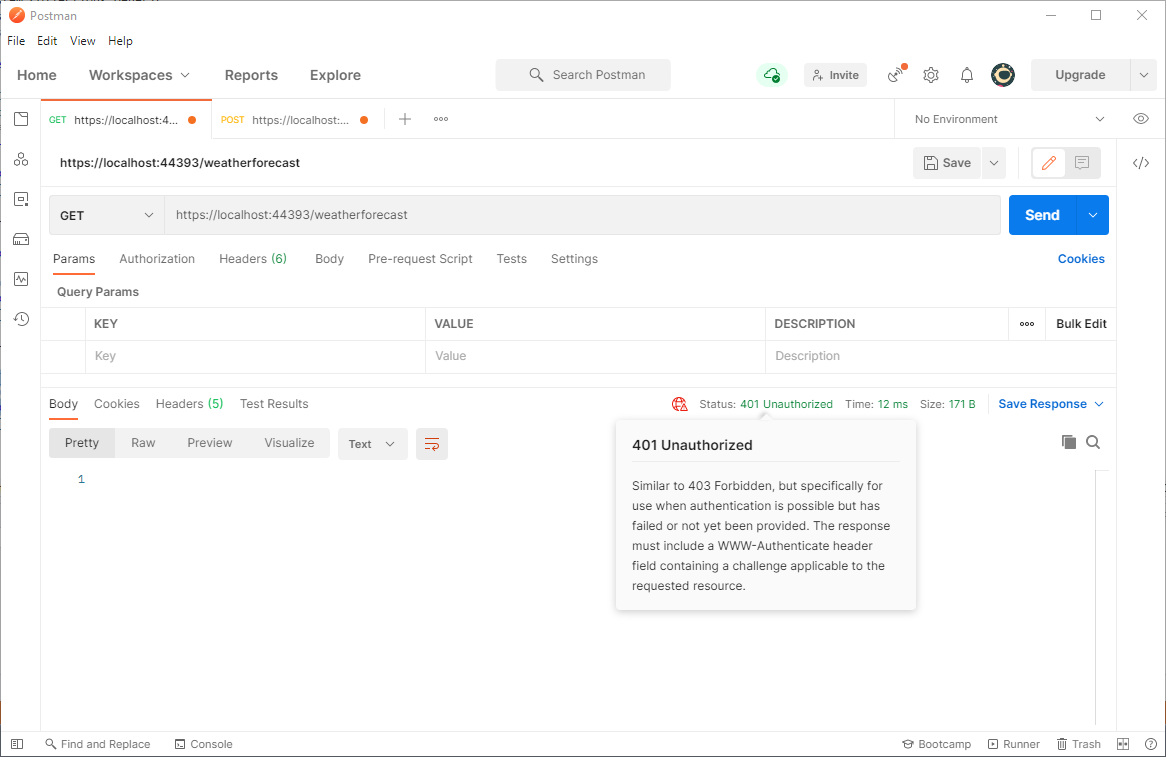 Postman
File Edit View Help
Home Workspaces Reports Explore Search Postman Invite Upgrade
GET https://localhost:4... POST https://localhost:... No Environment
https://localhost:44393/weatherforecast Save
GET https://localhost:44393/weatherforecast Send
Params Authorization Headers (6) Body Pre-request Script Tests Settings Cookies
Query Params
KEY VALUE DESCRIPTION Bulk Edit
Key Value Description
Body Cookies Headers (5) Test Results Status: 401 Unauthorized Time: 12 ms Size: 171 B Save Response
Pretty Raw Preview Visualize Text
1
401 Unauthorized
Similar to 403 Forbidden, but specifically for
use when authentication is possible but has
failed or not yet been provided. The response
must include a WWW-Authenticate header
field containing a challenge applicable to the
requested resource.
Find and Replace Console Bootcamp Runner Trash